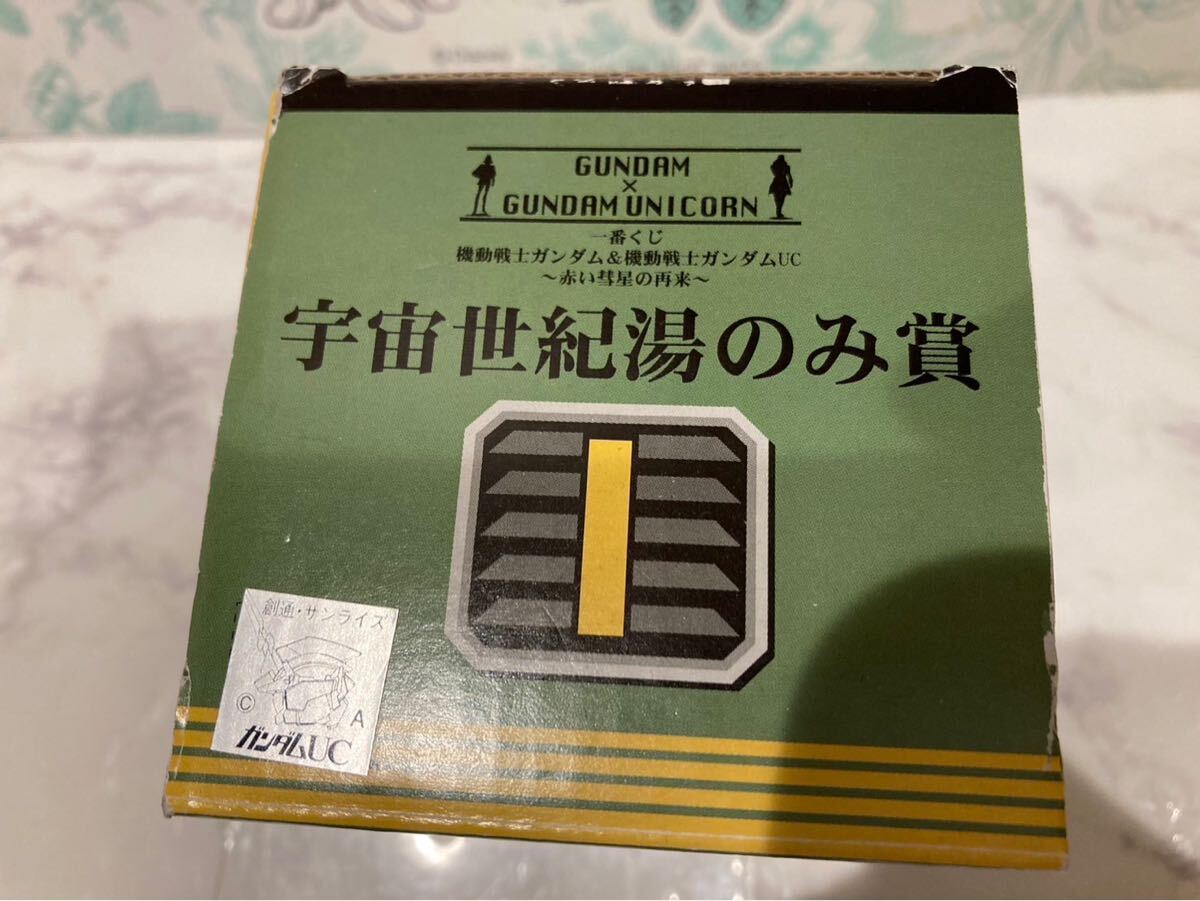 GUNDAM
×
GUNDAM UNICORN
一番くじ
機動戦士ガンダム&機動戦士ガンダムUC
～赤い彗星の再来～
宇宙世紀湯のみ賞
創通・サンライズ
© A
ガンダムUC